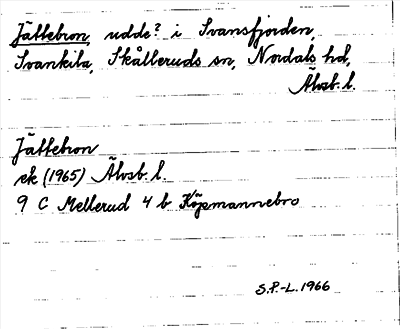 Jättebron, udde? i Svansfjorden,
Svankila, Skålleruds sn, Nordals hd,
Älvsb. l.
Jättebron
ek (1965) Älvsb. l.
9 C Mellerud 4 b Köpmannebro
S.P.-L. 1966